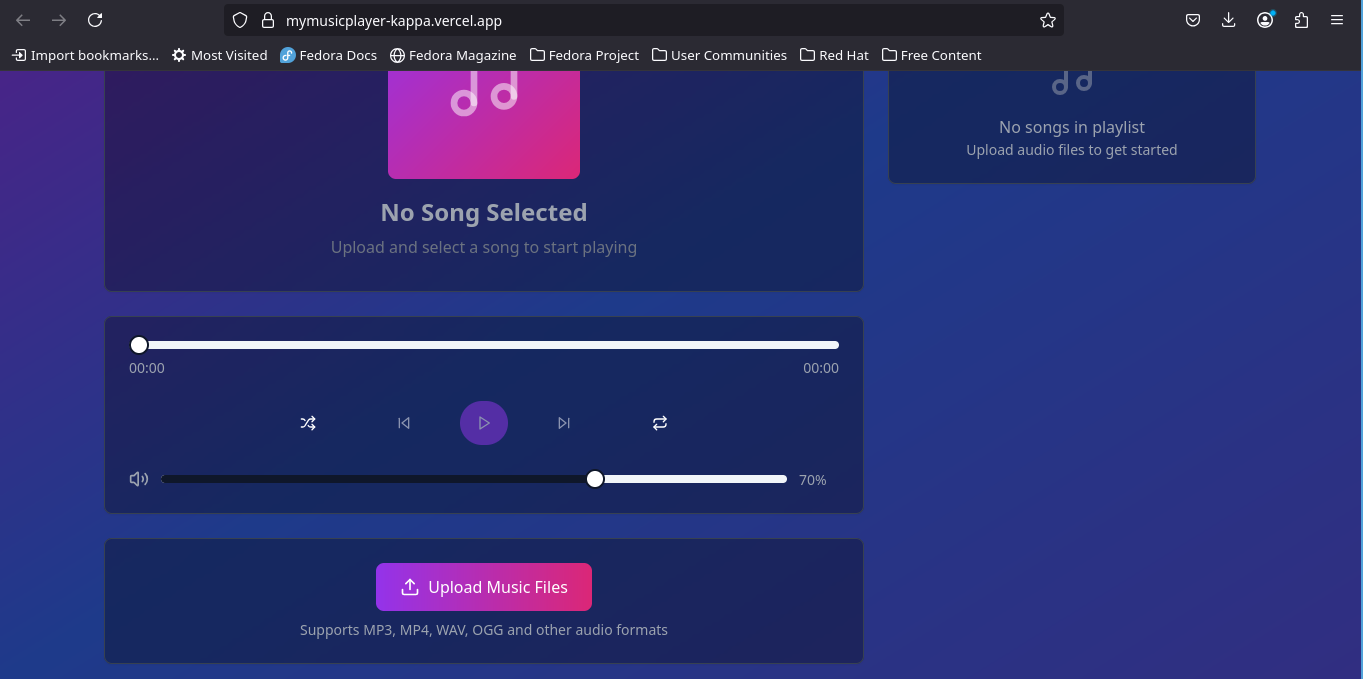 mymusicplayer-kappa.vercel.app
Import bookmarks... Most Visited Fedora Docs Fedora Magazine Fedora Project User Communities Red Hat Free Content
No Song Selected
Upload and select a song to start playing
No songs in playlist
Upload audio files to get started
00:00 00:00
70%
Upload Music Files
Supports MP3, MP4, WAV, OGG and other audio formats